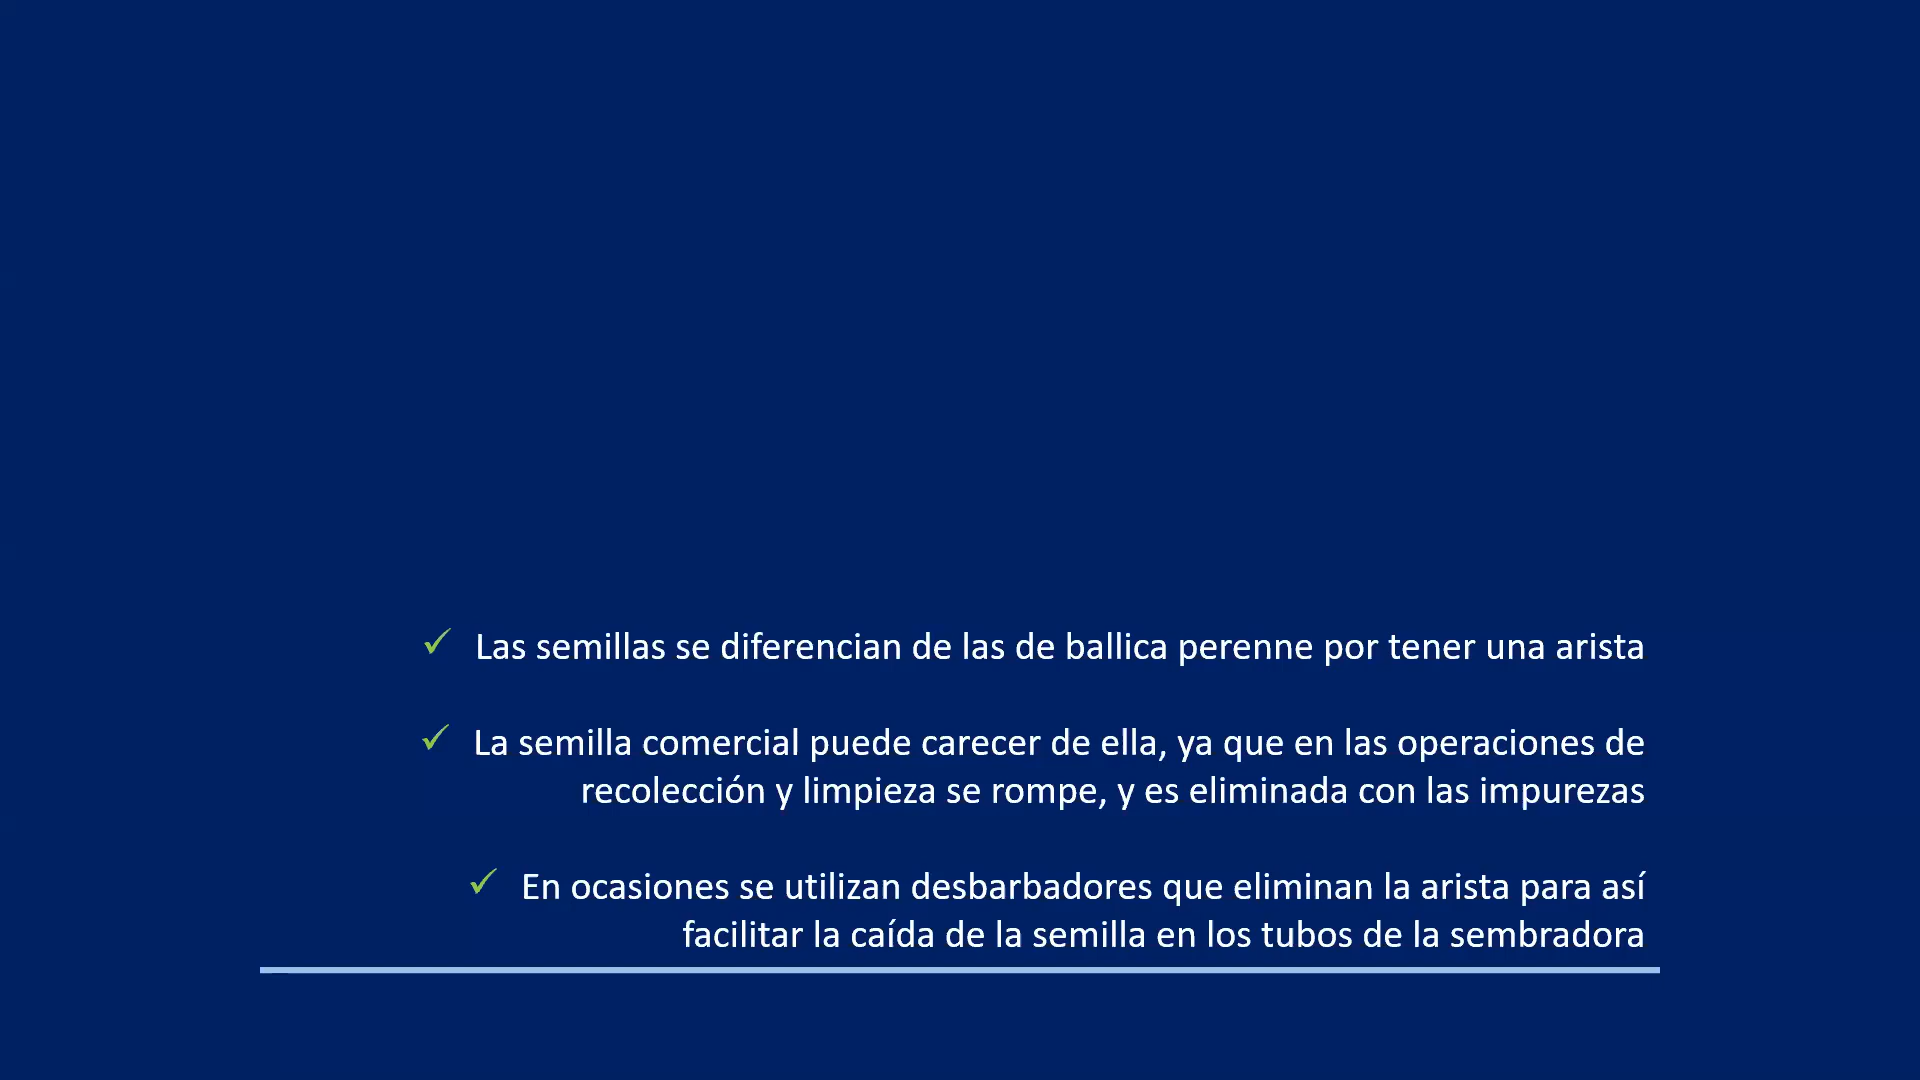 ✓ Las semillas se diferencian de las de ballica perenne por tener una arista
✓ La semilla comercial puede carecer de ella, ya que en las operaciones de
recolección y limpieza se rompe, y es eliminada con las impurezas
✓ En ocasiones se utilizan desbarbadores que eliminan la arista para así
facilitar la caída de la semilla en los tubos de la sembradora